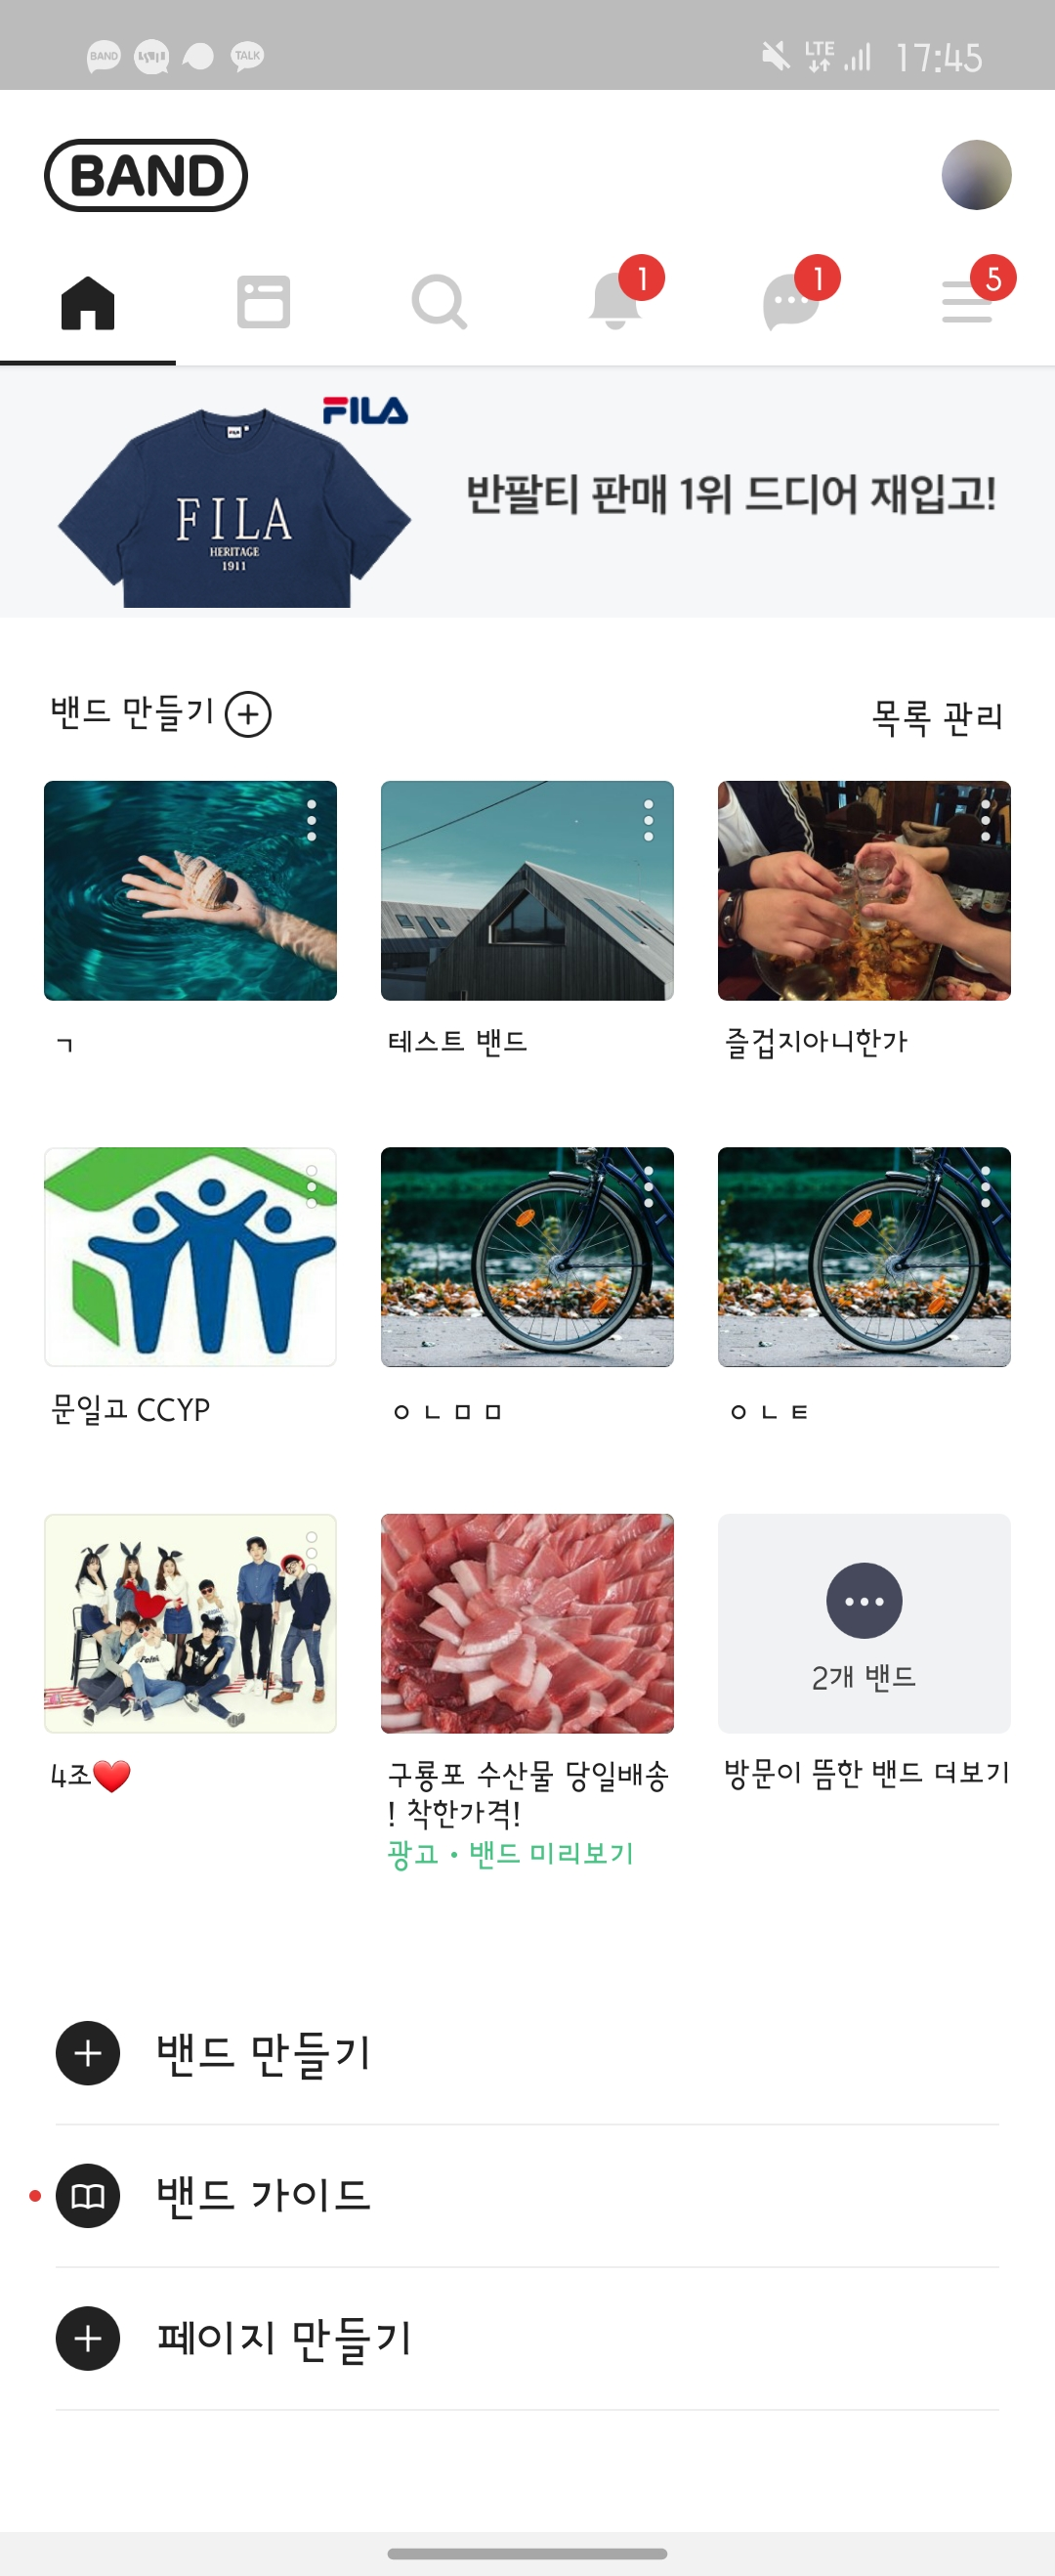 BAND
TALK
LTE
17:45
BAND
1
1
5
FILA
FILA
HERITAGE
1911
반팔티 판매 1위 드디어 재입고!
밴드 만들기
목록 관리
ㄱ
테스트 밴드
즐겁지아니한가
문일고 CCYP
ㅇㄴㅁㅁ
ㅇㄴㅌ
2개 밴드
4조❤️
구룡포 수산물 당일배송
! 착한가격!
광고 • 밴드 미리보기
방문이 뜸한 밴드 더보기
밴드 만들기
밴드 가이드
페이지 만들기